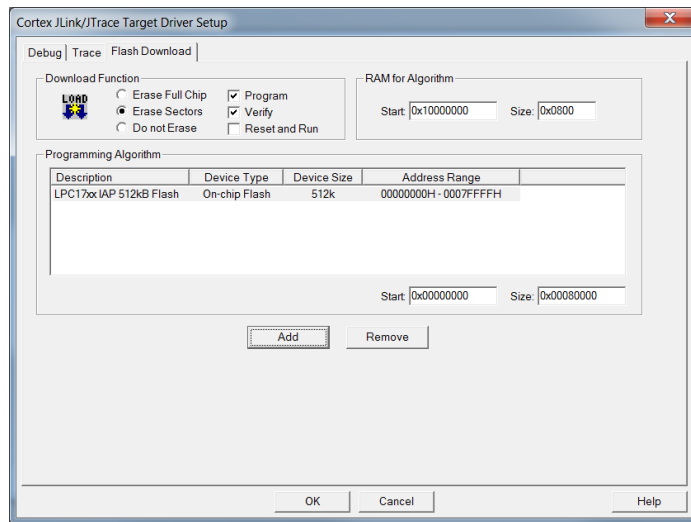 Cortex JLink/JTrace Target Driver Setup
Debug Trace Flash Download
Download Function
LOAD
Erase Full Chip Program
Erase Sectors Verify
Do not Erase Reset and Run
RAM for Algorithm
Start: 0x10000000 Size: 0x0800
Programming Algorithm
Description Device Type Device Size Address Range
LPC17xx IAP 512kB Flash On-chip Flash 512k 00000000H - 0007FFFFH
Start: 0x00000000 Size: 0x00080000
Add Remove
OK Cancel Help